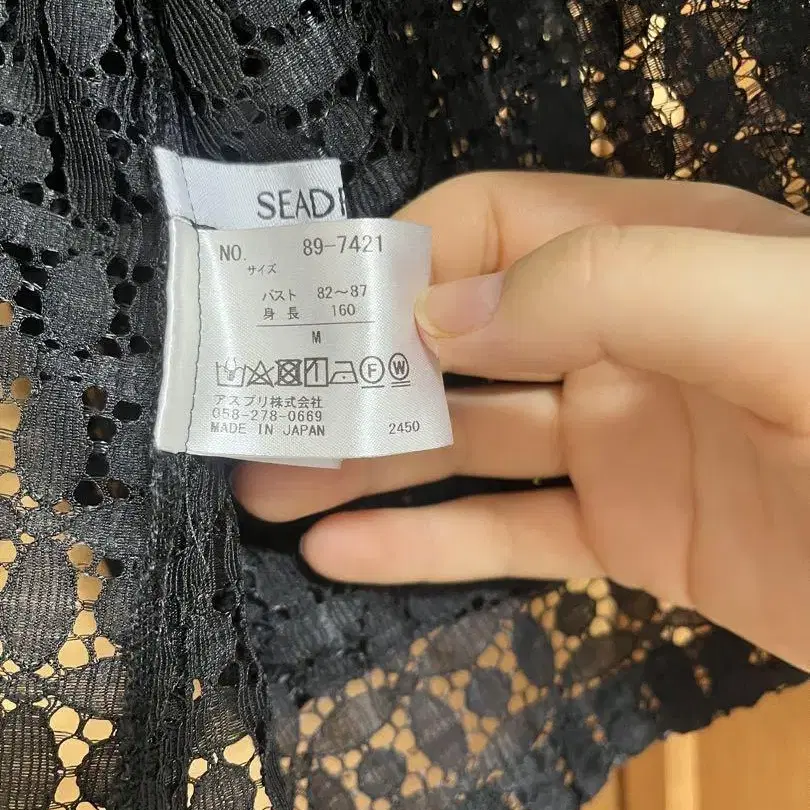 SEAD
NO. 89-7421
サイズ
バスト 82～87
身長 160
M
F W
アスプリ株式会社
058-278-0669
MADE IN JAPAN 2450